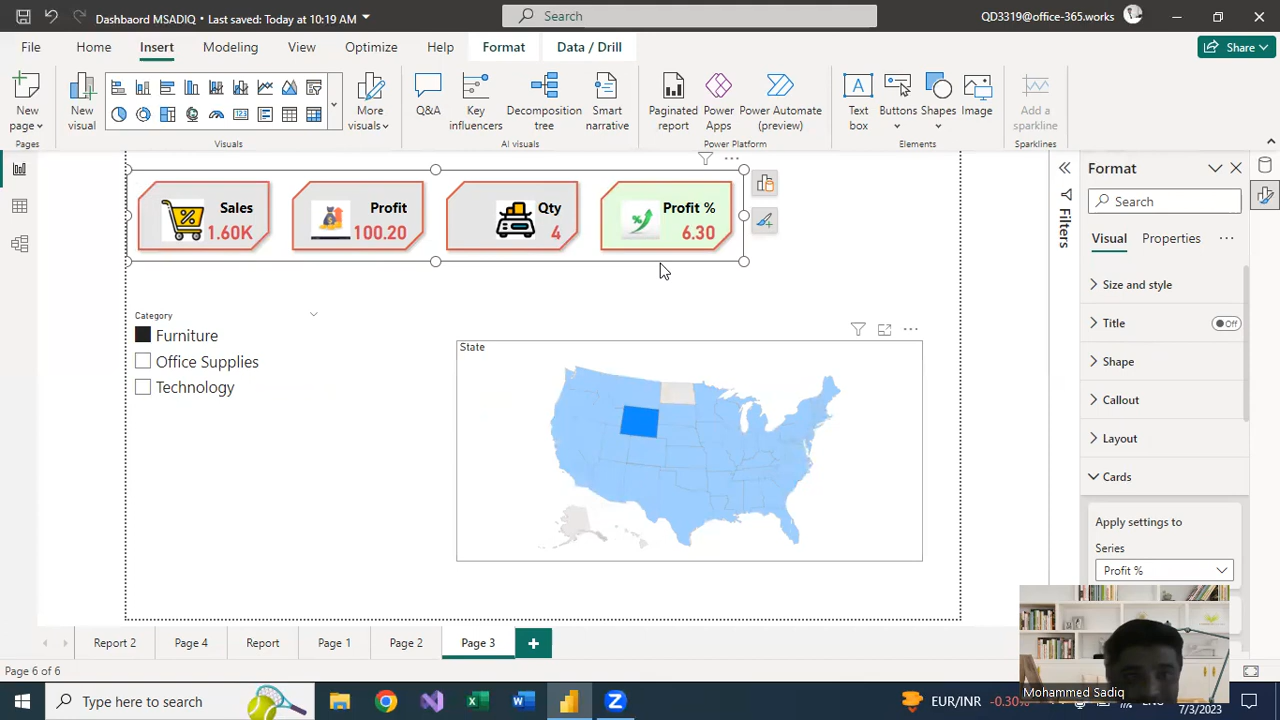 Dashbaord MSADIQ • Last saved: Today at 10:19 AM
Search
QD3319@office-365.works
File
Home
Insert
Modeling
View
Optimize
Help
Format
Data / Drill
Share
New page
New visual
More visuals
Q&A
Key influencers
Decomposition tree
Smart narrative
Paginated report
Power Apps
Power Automate (preview)
Text box
Buttons
Shapes
Image
Add a sparkline
Pages
Visuals
AI visuals
Power Platform
Elements
Sparklines
Sales
1.60K
Profit
100.20
Qty
4
Profit %
6.30
Category
Furniture
Office Supplies
Technology
State
Filters
Format
Search
Visual
Properties
Size and style
Title
Off
Shape
Callout
Layout
Cards
Apply settings to
Series
Profit %
Mohammed Sadiq
Report 2
Page 4
Report
Page 1
Page 2
Page 3
Page 6 of 6
Type here to search
EUR/INR
-0.30%
7/3/2023